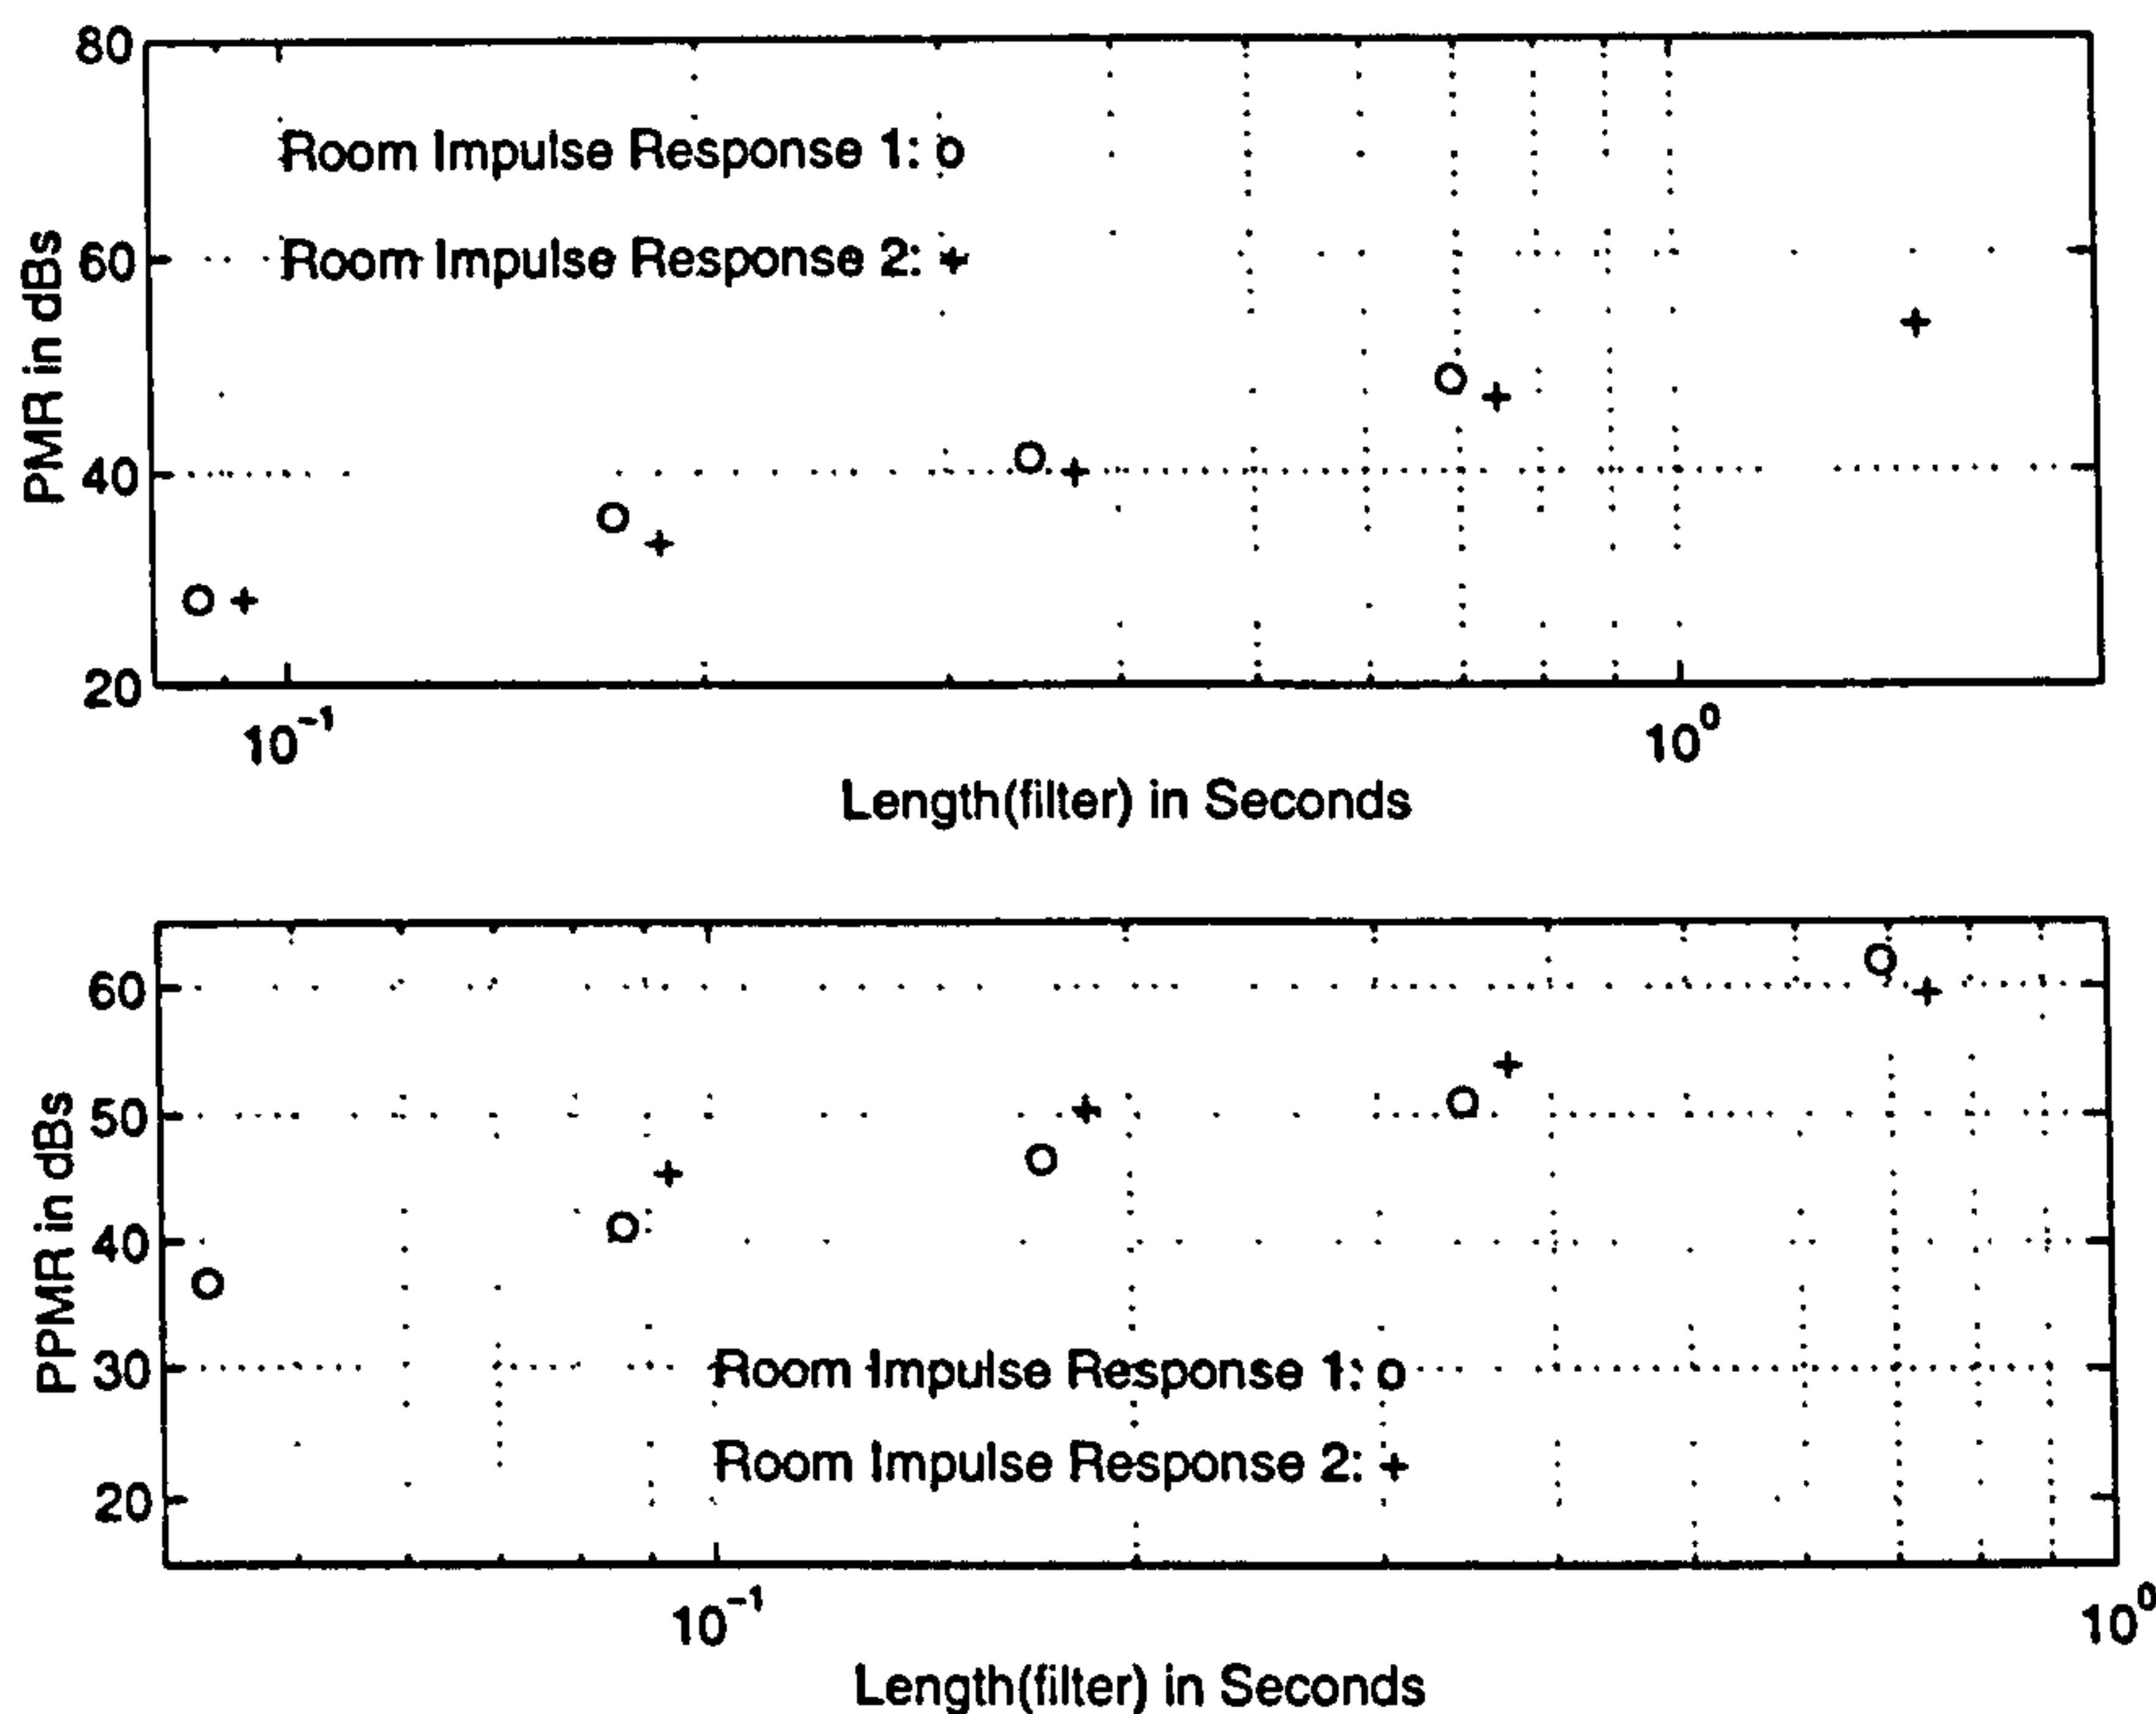 80
Room Impulse Response 1: o
Room Impulse Response 2: +
60
PMR in dBs
40
20
10^-1
10^0
Length(filter) in Seconds
60
50
PPMR in dBs
40
30
Room Impulse Response 1: o
Room Impulse Response 2: +
20
10^-1
10^0
Length(filter) in Seconds